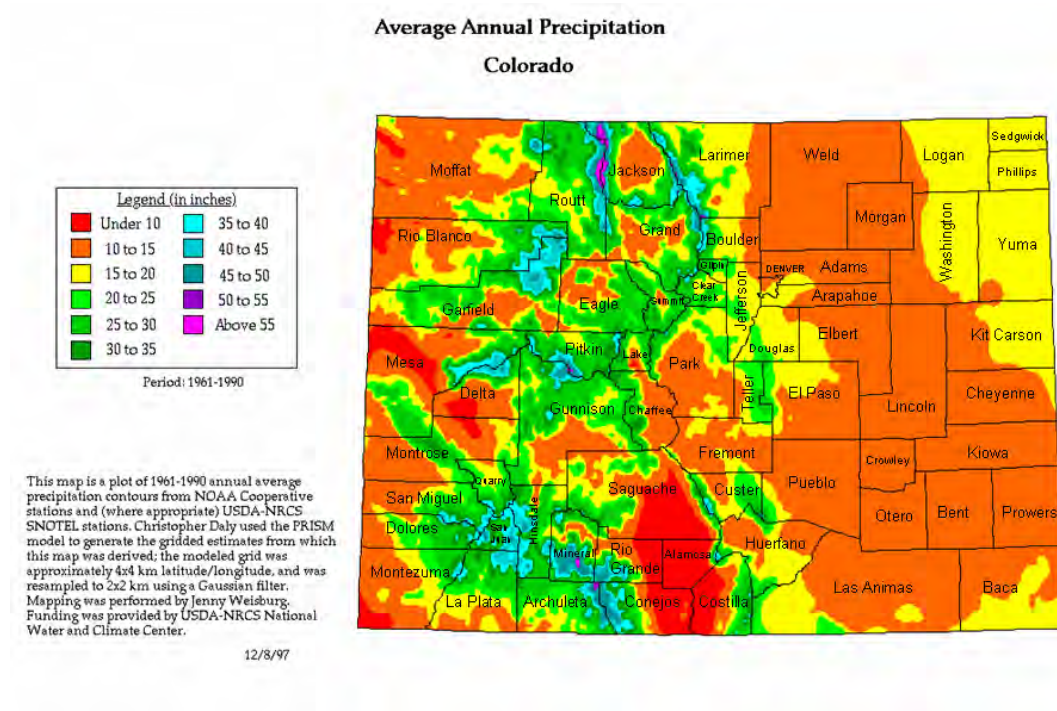 Average Annual Precipitation
Colorado
Legend (in inches)
Under 10
35 to 40
10 to 15
40 to 45
15 to 20
45 to 50
20 to 25
50 to 55
25 to 30
Above 55
30 to 35
Period: 1961-1990
This map is a plot of 1961-1990 annual average
precipitation contours from NOAA Cooperative
stations and (where appropriate) USDA-NRCS
SNOTEL stations. Christopher Daly used the PRISM
model to generate the gridded estimates from which
this map was derived; the modeled grid was
approximately 4x4 km latitude/longitude, and was
resampled to 2x2 km using a Gaussian filter.
Mapping was performed by Jenny Weisburg.
Funding was provided by USDA-NRCS National
Water and Climate Center.
12/8/97
Sedgwick
Moffat
Jackson
Larimer
Weld
Logan
Phillips
Routt
Morgan
Rio Blanco
Grand
Boulder
Washington
Yuma
Gilpin
DENVER
Adams
Clear
Creek
Garfield
Eagle
Summit
Jefferson
Arapahoe
Elbert
Kit Carson
Mesa
Pitkin
Lake
Park
Douglas
Delta
Teller
El Paso
Lincoln
Cheyenne
Gunnison
Chaffee
Montrose
Fremont
Crowley
Kiowa
Ouray
Saguache
Custer
Pueblo
San Miguel
Hinsdale
Otero
Bent
Prowers
Dolores
San
Juan
Mineral
Rio
Grande
Alamosa
Huerfano
Montezuma
Las Animas
Baca
La Plata
Archuleta
Conejos
Costilla